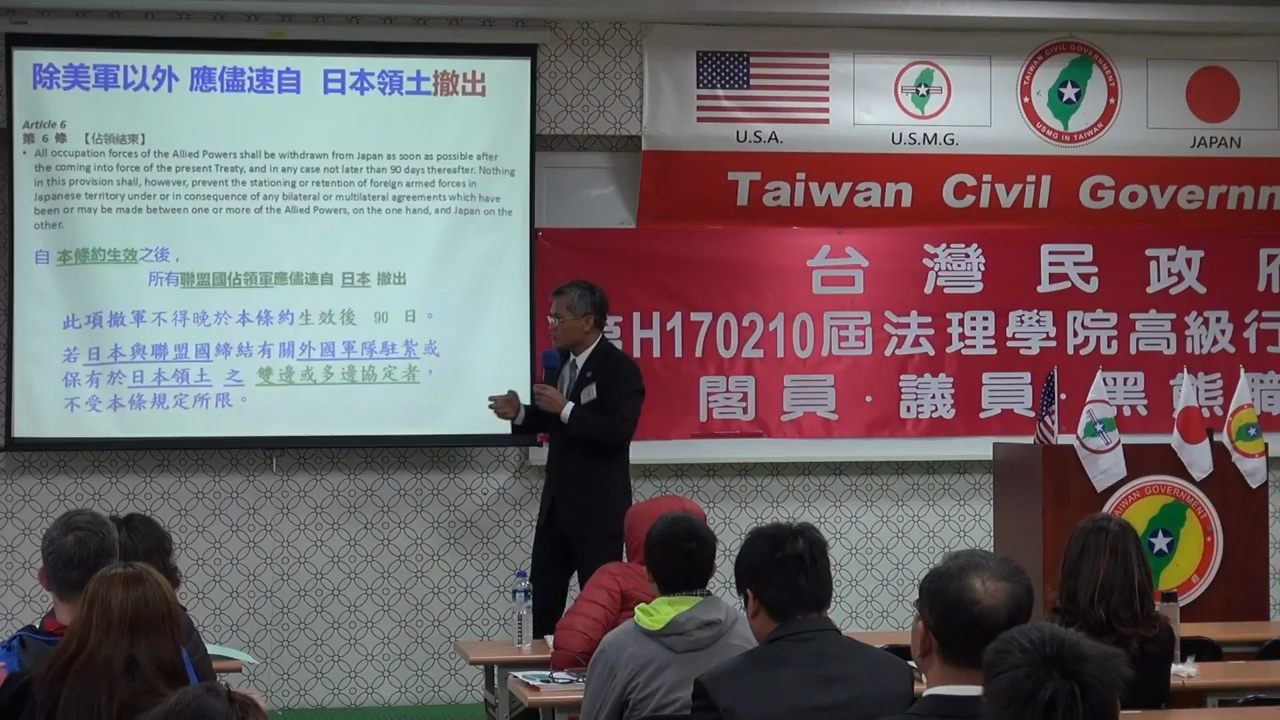 除美軍以外 應儘速自 日本領土撤出
Article 6
第 6 條 【佔領結束】
• All occupation forces of the Allied Powers shall be withdrawn from Japan as soon as possible after
the coming into force of the present Treaty, and in any case not later than 90 days thereafter. Nothing
in this provision shall, however, prevent the stationing or retention of foreign armed forces in
Japanese territory under or in consequence of any bilateral or multilateral agreements which have
been or may be made between one or more of the Allied Powers, on the one hand, and Japan on the
other.
自 本條約生效之後，
所有聯盟國佔領軍應儘速自 日本 撤出
此項撤軍不得晚於本條約生效後 90 日。
若日本與聯盟國締結有關外國軍隊駐紮或
保有於日本領土 之 雙邊或多邊協定者，
不受本條規定所限。
U.S.A.
U.S.M.G.
TAIWAN CIVIL GOVERNMENT
USMG IN TAIWAN
JAPAN
Taiwan Civil Governm
台灣民政府
第H170210屆法理學院高級行
閣員·議員·黑熊職
TAIWAN GOVERNMENT